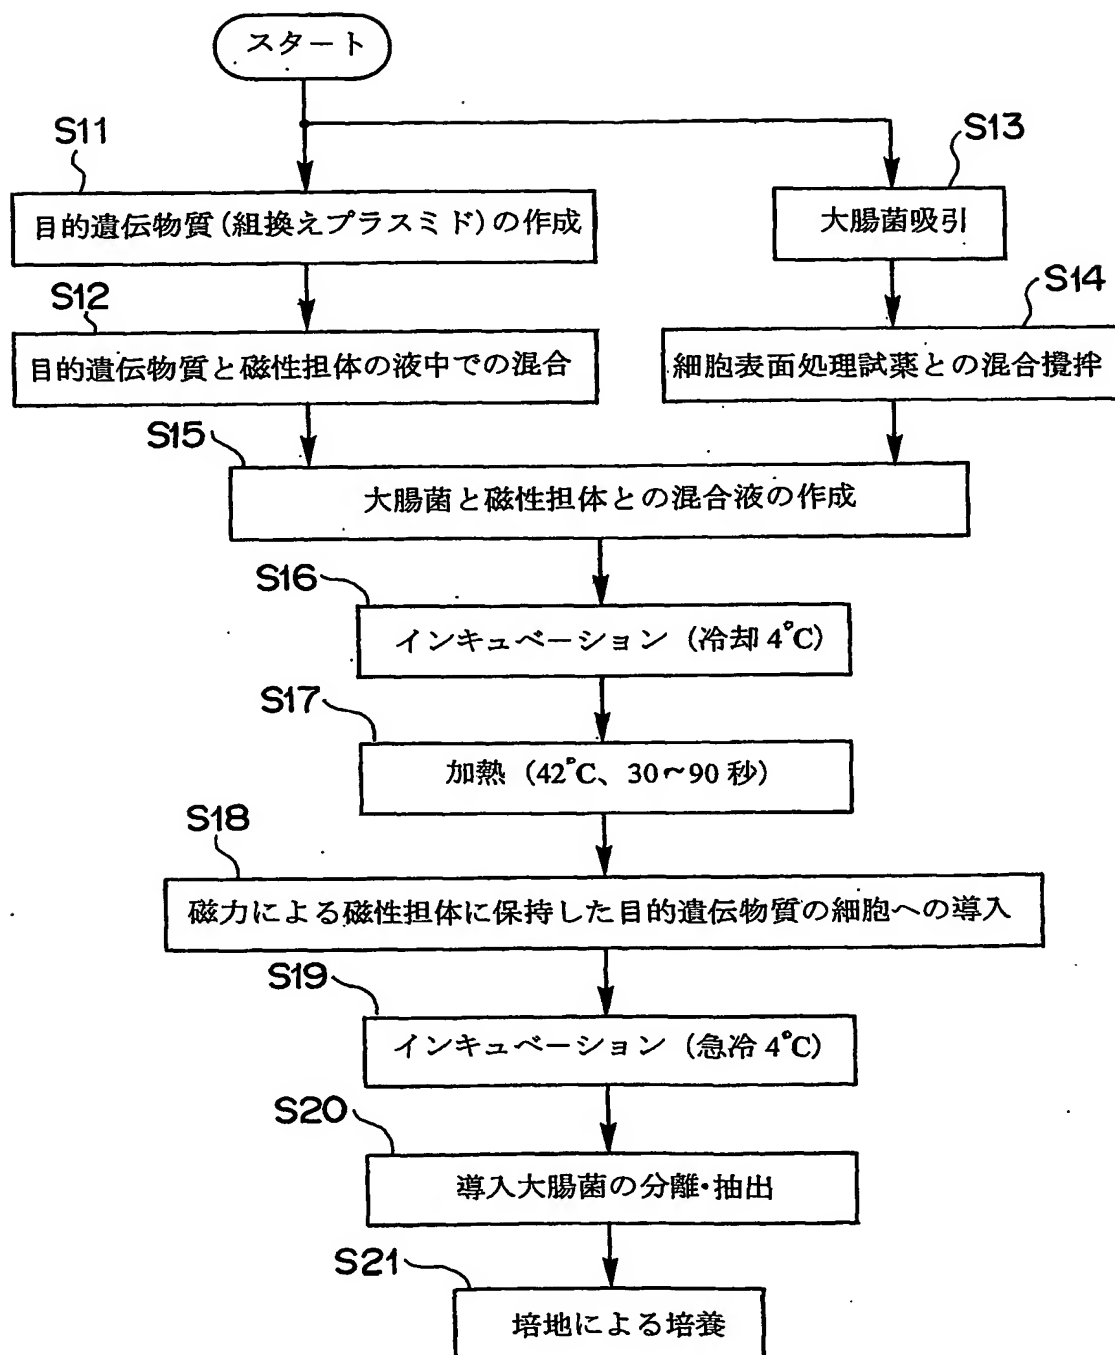 スタート
S11
目的遺伝物質(組換えプラスミド)の作成
S13
大腸菌吸引
S12
目的遺伝物質と磁性担体の液中での混合
S14
細胞表面処理試薬との混合攪拌
S15
大腸菌と磁性担体との混合液の作成
S16
インキュベーション(冷却4℃)
S17
加熱(42℃、30〜90秒)
S18
磁力による磁性担体に保持した目的遺伝物質の細胞への導入
S19
インキュベーション(急冷4℃)
S20
導入大腸菌の分離・抽出
S21
培地による培養